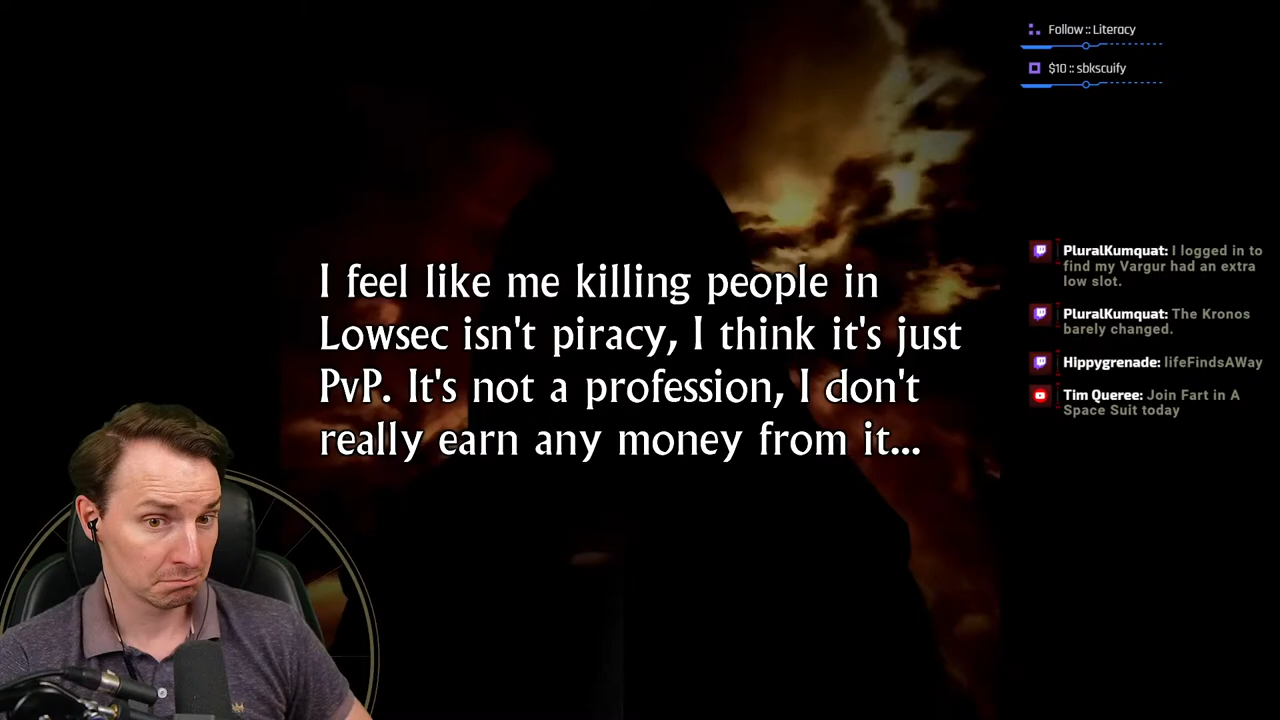 Follow :: Literacy
$10 :: sbkscuify
I feel like me killing people in
Lowsec isn't piracy, I think it's just
PvP. It's not a profession, I don't
really earn any money from it...
PluralKumquat: I logged in to
find my Vargur had an extra
low slot.
PluralKumquat: The Kronos
barely changed.
Hippygrenade: lifeFindsAWay
Tim Queree: Join Fart in A
Space Suit today